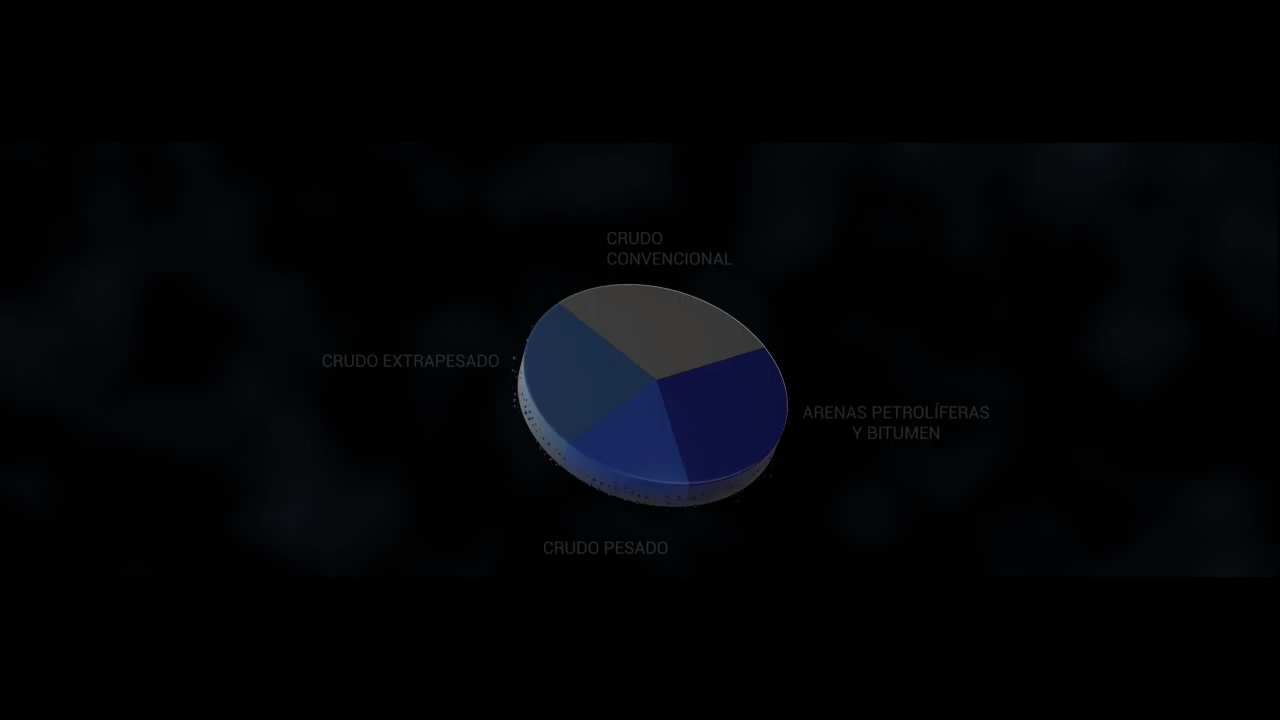 CRUDO
CONVENCIONAL
CRUDO EXTRAPESADO
ARENAS PETROLÍFERAS
Y BITUMEN
CRUDO PESADO